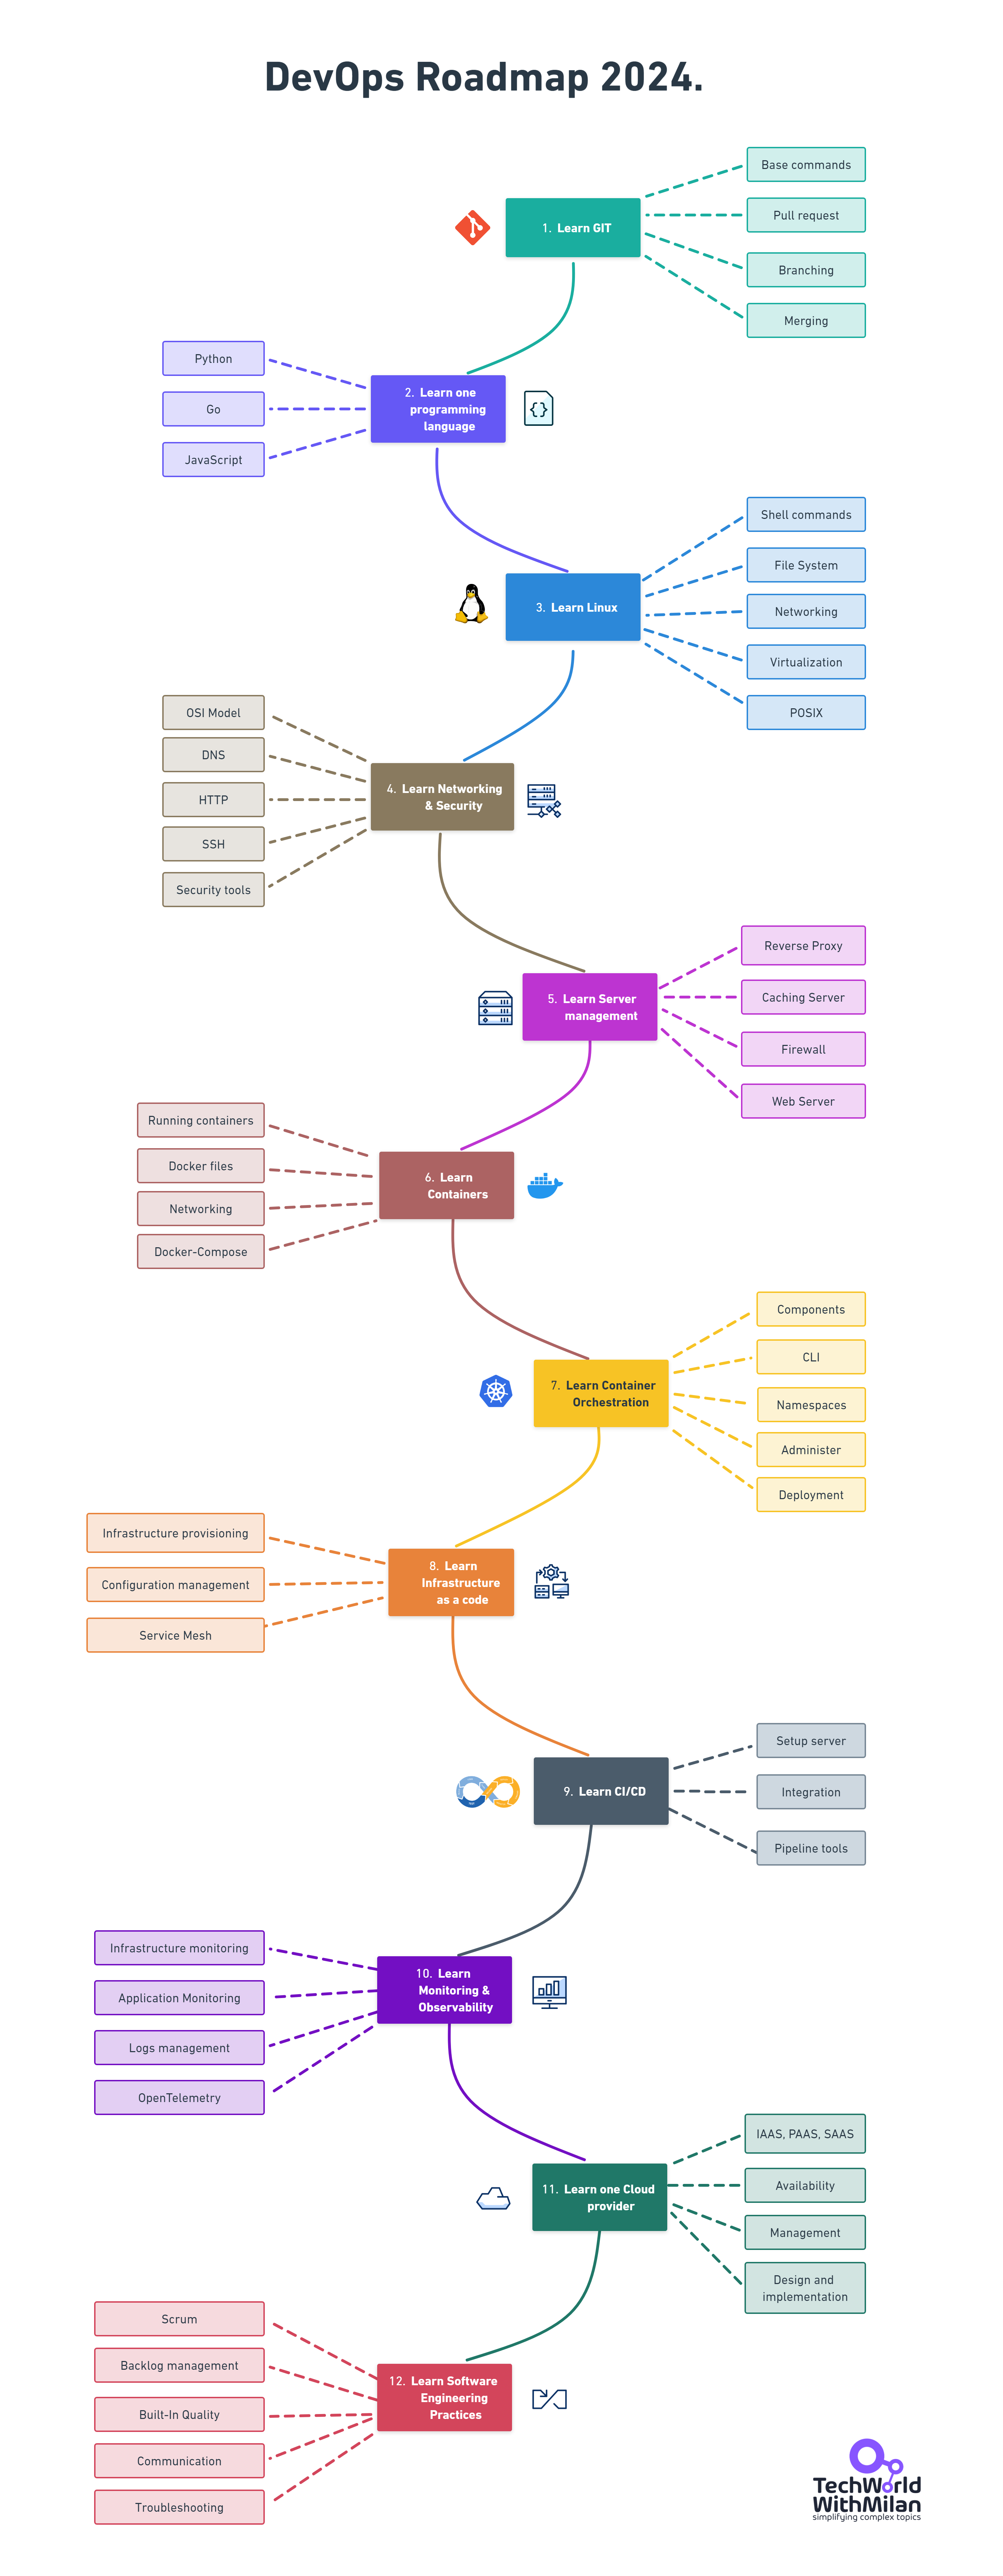 DevOps Roadmap 2024.
Base commands
1. Learn GIT
Pull request
Branching
Merging
Python
2. Learn one
programming
language
Go
JavaScript
Shell commands
File System
3. Learn Linux
Networking
Virtualization
POSIX
OSI Model
DNS
4. Learn Networking
& Security
HTTP
SSH
Security tools
Reverse Proxy
5. Learn Server
management
Caching Server
Firewall
Web Server
Running containers
6. Learn
Containers
Docker files
Networking
Docker-Compose
Components
CLI
7. Learn Container
Orchestration
Namespaces
Administer
Deployment
Infrastructure provisioning
8. Learn
Infrastructure
as a code
Configuration management
Service Mesh
Setup server
9. Learn CI/CD
Integration
Pipeline tools
Infrastructure monitoring
10. Learn
Monitoring &
Observability
Application Monitoring
Logs management
OpenTelemetry
IAAS, PAAS, SAAS
11. Learn one Cloud
provider
Availability
Management
Design and
implementation
Scrum
Backlog management
12. Learn Software
Engineering
Practices
Built-In Quality
Communication
Troubleshooting
TechWorld
WithMilan
simplifying complex topics